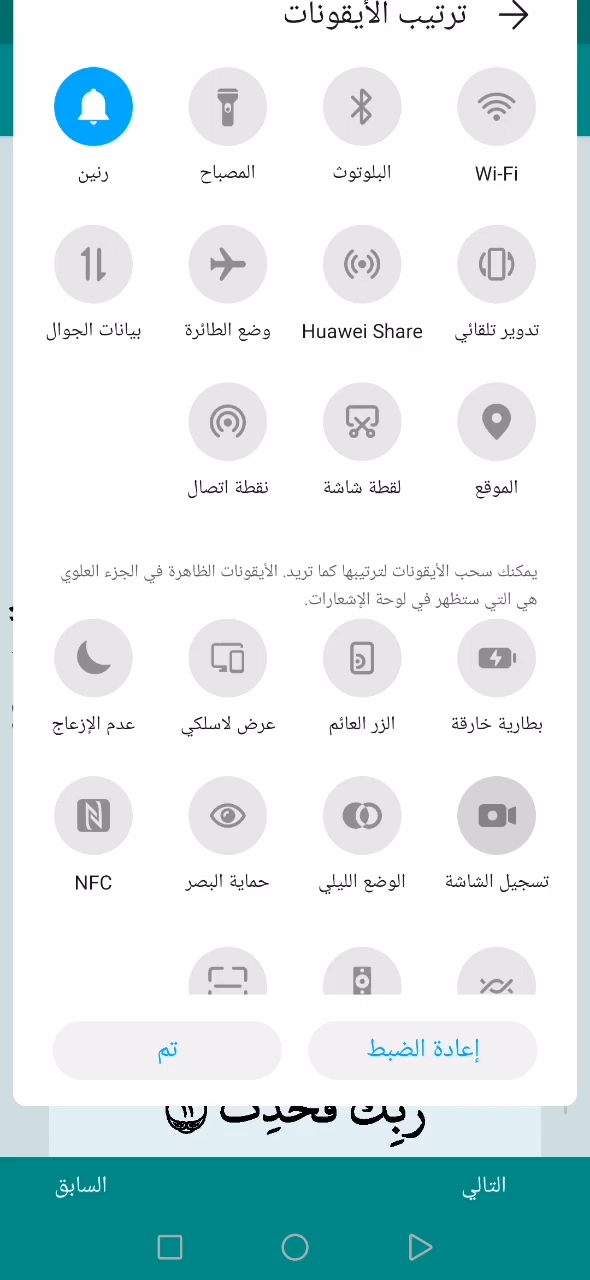 ترتيب الأيقونات
Wi-Fi
البلوتوث
المصباح
رنين
تدوير تلقائي
Huawei Share
وضع الطائرة
بيانات الجوال
الموقع
لقطة شاشة
نقطة اتصال
يمكنك سحب الأيقونات لترتيبها كما تريد. الأيقونات الظاهرة في الجزء العلوي
هي التي ستظهر في لوحة الإشعارات.
بطارية خارقة
الزر العائم
عرض لاسلكي
عدم الإزعاج
تسجيل الشاشة
الوضع الليلي
حماية البصر
NFC
إعادة الضبط
تم
رَبِّكَ فَحَدِّثْ ١١
التالي
السابق